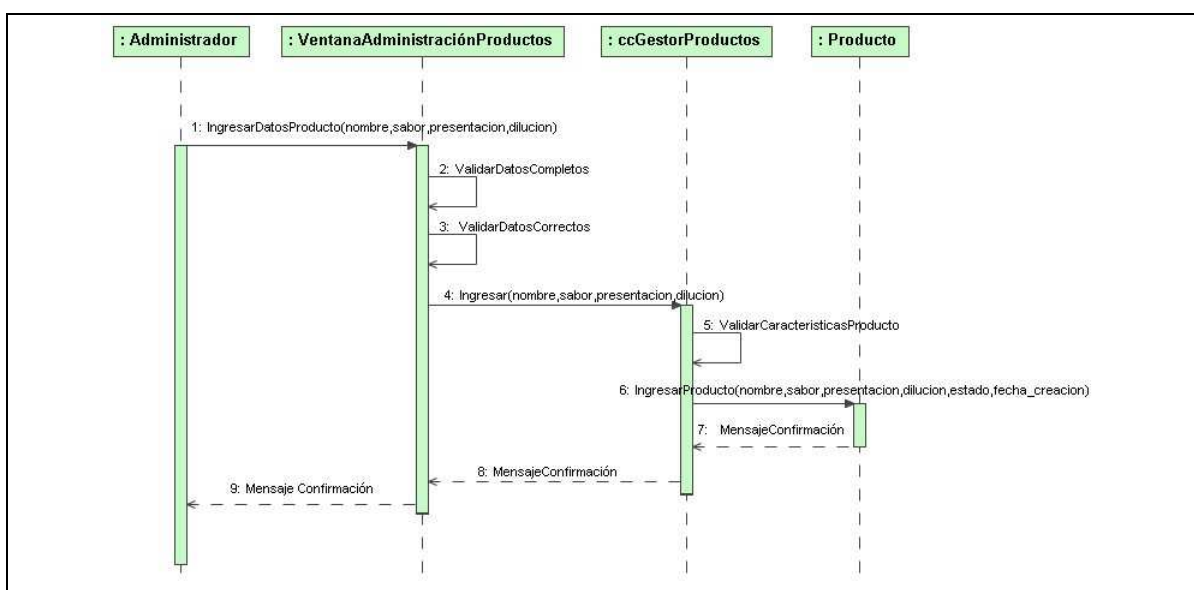 : Administrador
: VentanaAdministraciónProductos
: ccGestorProductos
: Producto
1: IngresarDatosProducto(nombre,sabor,presentacion,dilucion)
2: ValidarDatosCompletos
3: ValidarDatosCorrectos
4: Ingresar(nombre,sabor,presentacion,dilucion)
5: ValidarCaracteristicasProducto
6: IngresarProducto(nombre,sabor,presentacion,dilucion,estado,fecha_creacion)
7: MensajeConfirmación
8: MensajeConfirmación
9: Mensaje Confirmación